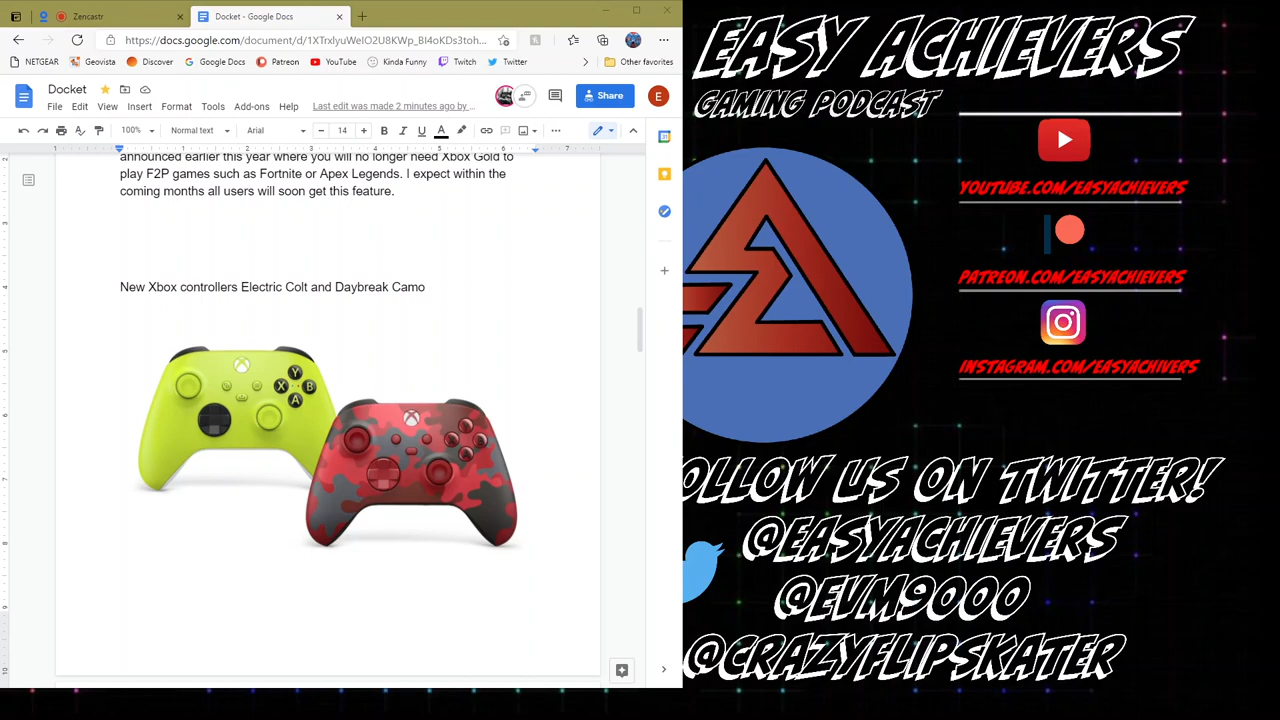 Zencastr
Docket - Google Docs
https://docs.google.com/document/d/1XTrxlyuWeIO2U8KWp_BI4oKDs3toh...
NETGEAR
Geovista
Discover
Google Docs
Patreon
YouTube
Kinda Funny
Twitch
Twitter
Other favorites
Docket
File
Edit
View
Insert
Format
Tools
Add-ons
Help
Last edit was made 2 minutes ago by ...
Share
E
100%
Normal text
Arial
14
announced earlier this year where you will no longer need Xbox Gold to
play F2P games such as Fortnite or Apex Legends. I expect within the
coming months all users will soon get this feature.
New Xbox controllers Electric Colt and Daybreak Camo
Y
X
B
A
EASY ACHIEVERS
GAMING PODCAST
YOUTUBE.COM/EASYACHIEVERS
PATREON.COM/EASYACHIEVERS
INSTAGRAM.COM/EASYACHIVERS
OLLOW US ON TWITTER!
@EASYACHIEVERS
@EVM9000
@CRAZYFLIPSKATER